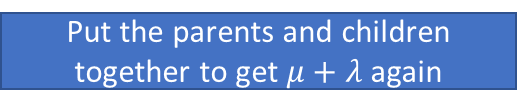 Put the parents and children
together to get 𝜇 + 𝜆 again